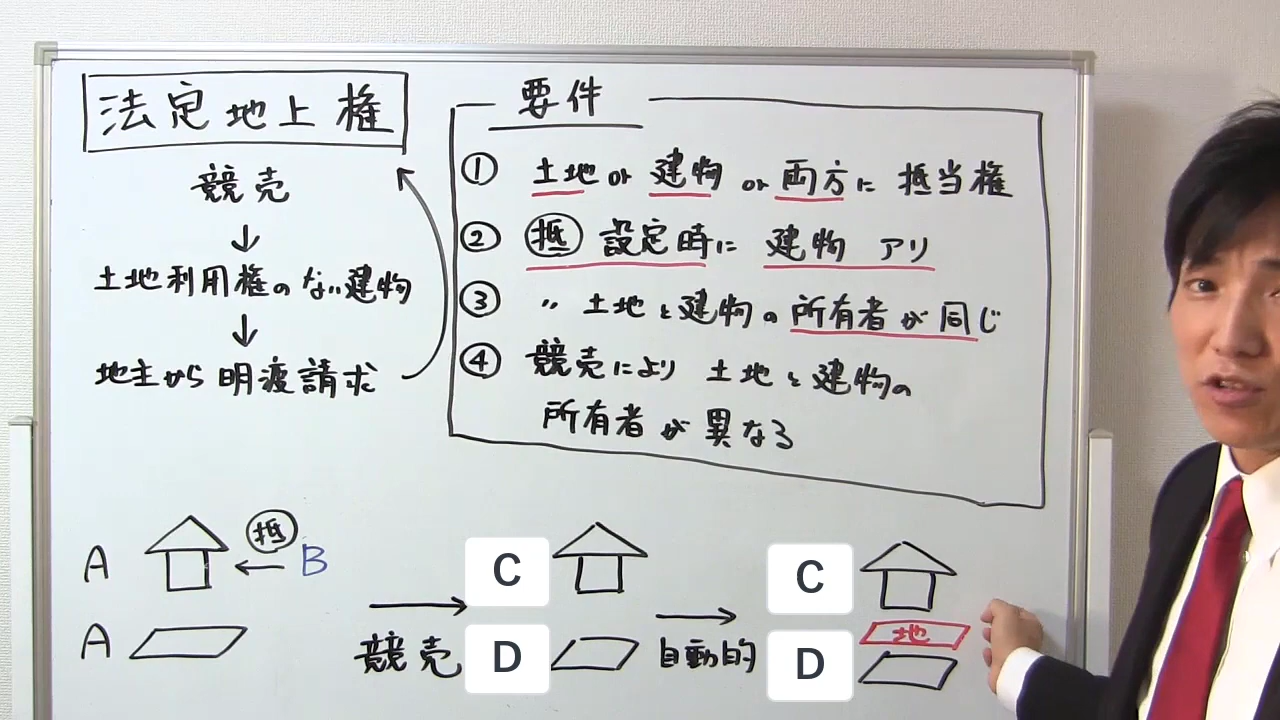 法定地上権
競売
↓
土地利用権のない建物
↓
地主から明渡請求
要件
① 土地or建物or両方に抵当権
② 抵 設定時に 建物 アリ
③ 〃 土地と建物の所有者が同じ
④ 競売により 土地と建物の
所有者が異なる
A 抵 ← B
A
→ 競売
C
D
→ 自動的
C
地
D